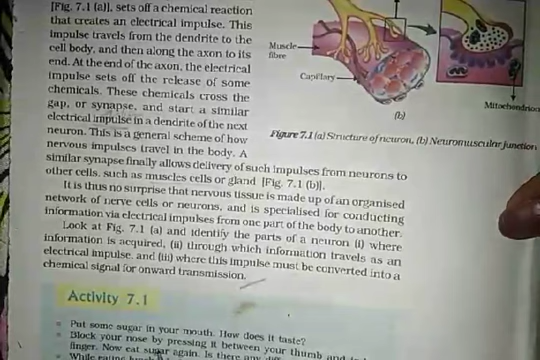 [Fig. 7.1 (a)], sets off a chemical reaction
that creates an electrical impulse. This
impulse travels from the dendrite to the
cell body, and then along the axon to its
end. At the end of the axon, the electrical
impulse sets off the release of some
chemicals. These chemicals cross the
gap, or synapse, and start a similar
electrical impulse in a dendrite of the next
neuron. This is a general scheme of how
nervous impulses travel in the body. A
similar synapse finally allows delivery of such impulses from neurons to
other cells, such as muscles cells or gland [Fig. 7.1 (b)].
Muscle
fibre
Capillary
(b)
Mitochondrion
Figure 7.1 (a) Structure of neuron, (b) Neuromuscular junction
It is thus no surprise that nervous tissue is made up of an organised
network of nerve cells or neurons, and is specialised for conducting
information via electrical impulses from one part of the body to another.
Look at Fig. 7.1 (a) and identify the parts of a neuron (i) where
information is acquired, (ii) through which information travels as an
electrical impulse, and (iii) where this impulse must be converted into a
chemical signal for onward transmission.
Activity 7.1
Put some sugar in your mouth. How does it taste?
Block your nose by pressing it between your thumb and
finger. Now eat sugar again. Is there any
While eating